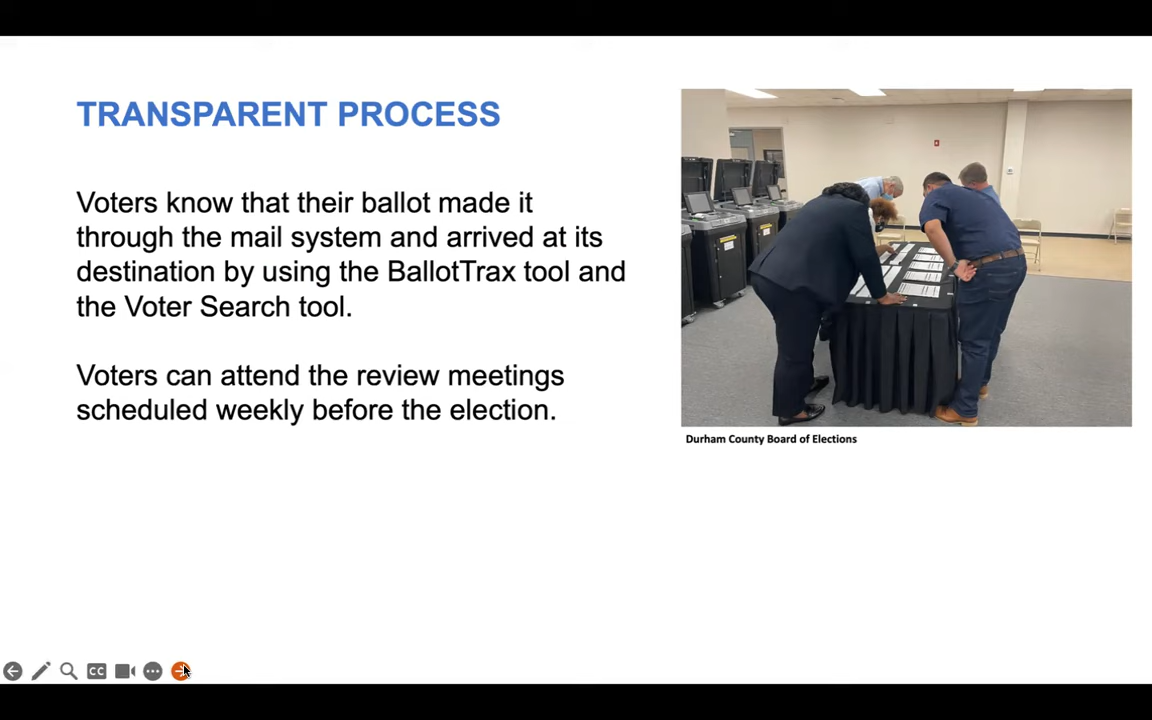 TRANSPARENT PROCESS
Voters know that their ballot made it
through the mail system and arrived at its
destination by using the BallotTrax tool and
the Voter Search tool.
Voters can attend the review meetings
scheduled weekly before the election.
Durham County Board of Elections
CC